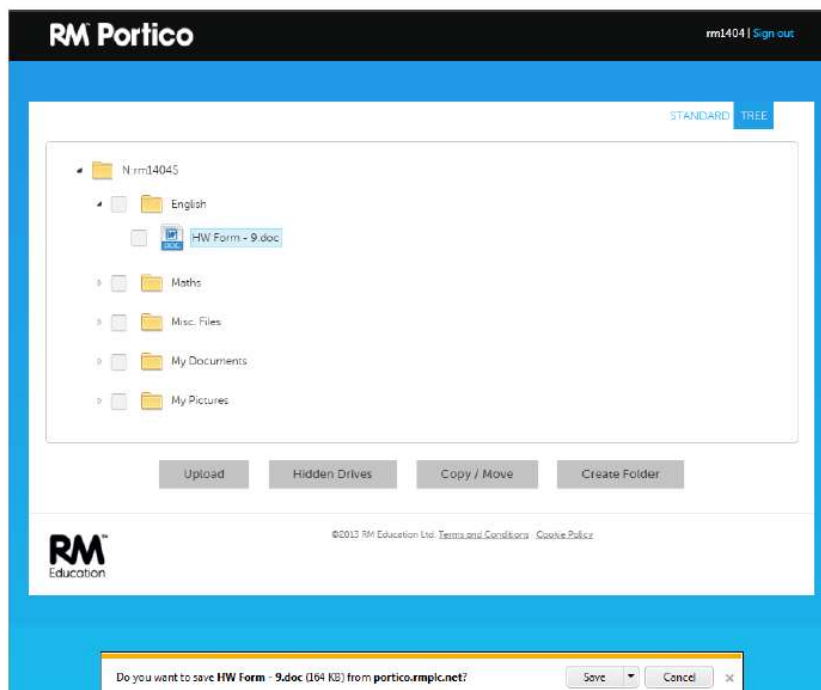 RM Portico
rm1404 | Sign out
STANDARD TREE
N:rm1404S
English
HW Form - 9.doc
Maths
Misc. Files
My Documents
My Pictures
Upload Hidden Drives Copy / Move Create Folder
©2013 RM Education Ltd. Terms and Conditions Cookie Policy
RM™
Education
Do you want to save HW Form - 9.doc (164 KB) from portico.rmplc.net? Save Cancel ×